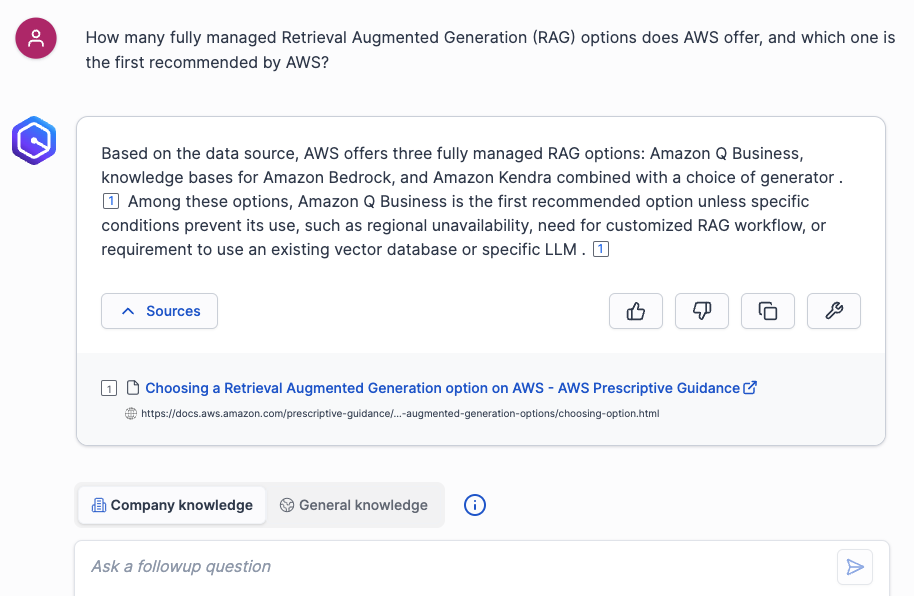 How many fully managed Retrieval Augmented Generation (RAG) options does AWS offer, and which one is
the first recommended by AWS?
Based on the data source, AWS offers three fully managed RAG options: Amazon Q Business,
knowledge bases for Amazon Bedrock, and Amazon Kendra combined with a choice of generator .
1 Among these options, Amazon Q Business is the first recommended option unless specific
conditions prevent its use, such as regional unavailability, need for customized RAG workflow, or
requirement to use an existing vector database or specific LLM . 1
Sources
1 Choosing a Retrieval Augmented Generation option on AWS - AWS Prescriptive Guidance
https://docs.aws.amazon.com/prescriptive-guidance/...-augmented-generation-options/choosing-option.html
Company knowledge General knowledge
Ask a followup question